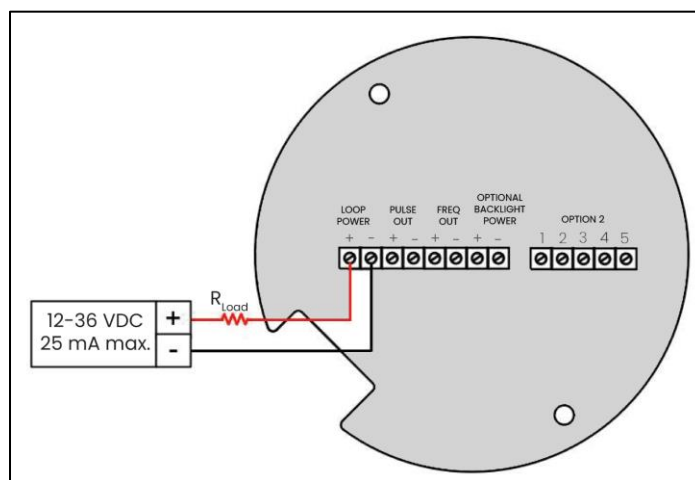 LOOP
POWER
PULSE
OUT
FREQ
OUT
OPTIONAL
BACKLIGHT
POWER
OPTION 2
+ - + - + - + -
1 2 3 4 5
R Load
12-36 VDC
25 mA max.
+
-